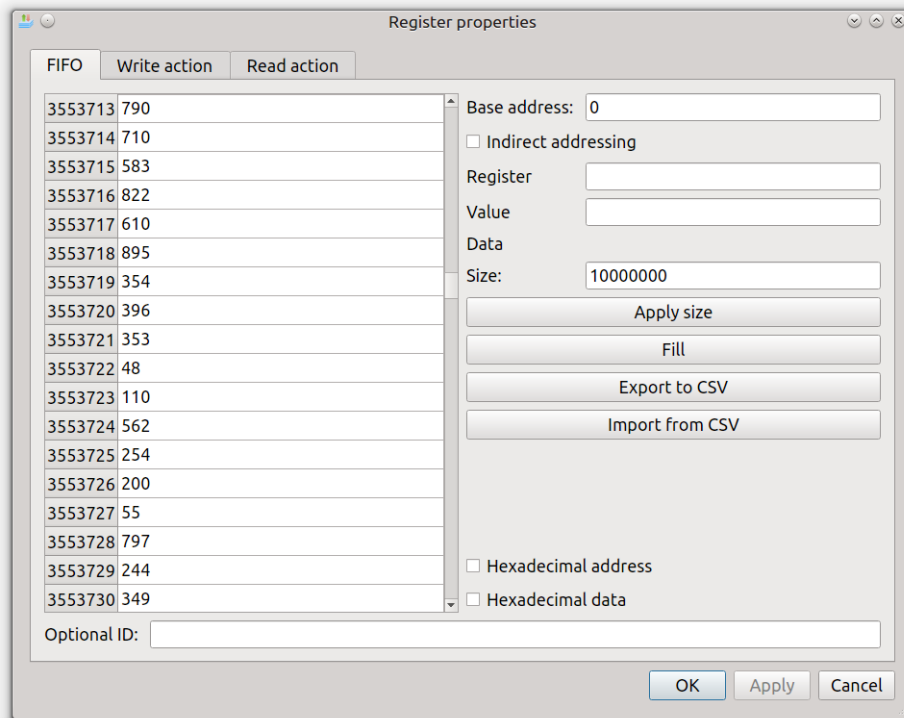 Register properties
FIFO Write action Read action
3553713 790
3553714 710
3553715 583
3553716 822
3553717 610
3553718 895
3553719 354
3553720 396
3553721 353
3553722 48
3553723 110
3553724 562
3553725 254
3553726 200
3553727 55
3553728 797
3553729 244
3553730 349
Base address: 0
Indirect addressing
Register
Value
Data
Size: 10000000
Apply size
Fill
Export to CSV
Import from CSV
Hexadecimal address
Hexadecimal data
Optional ID:
OK Apply Cancel